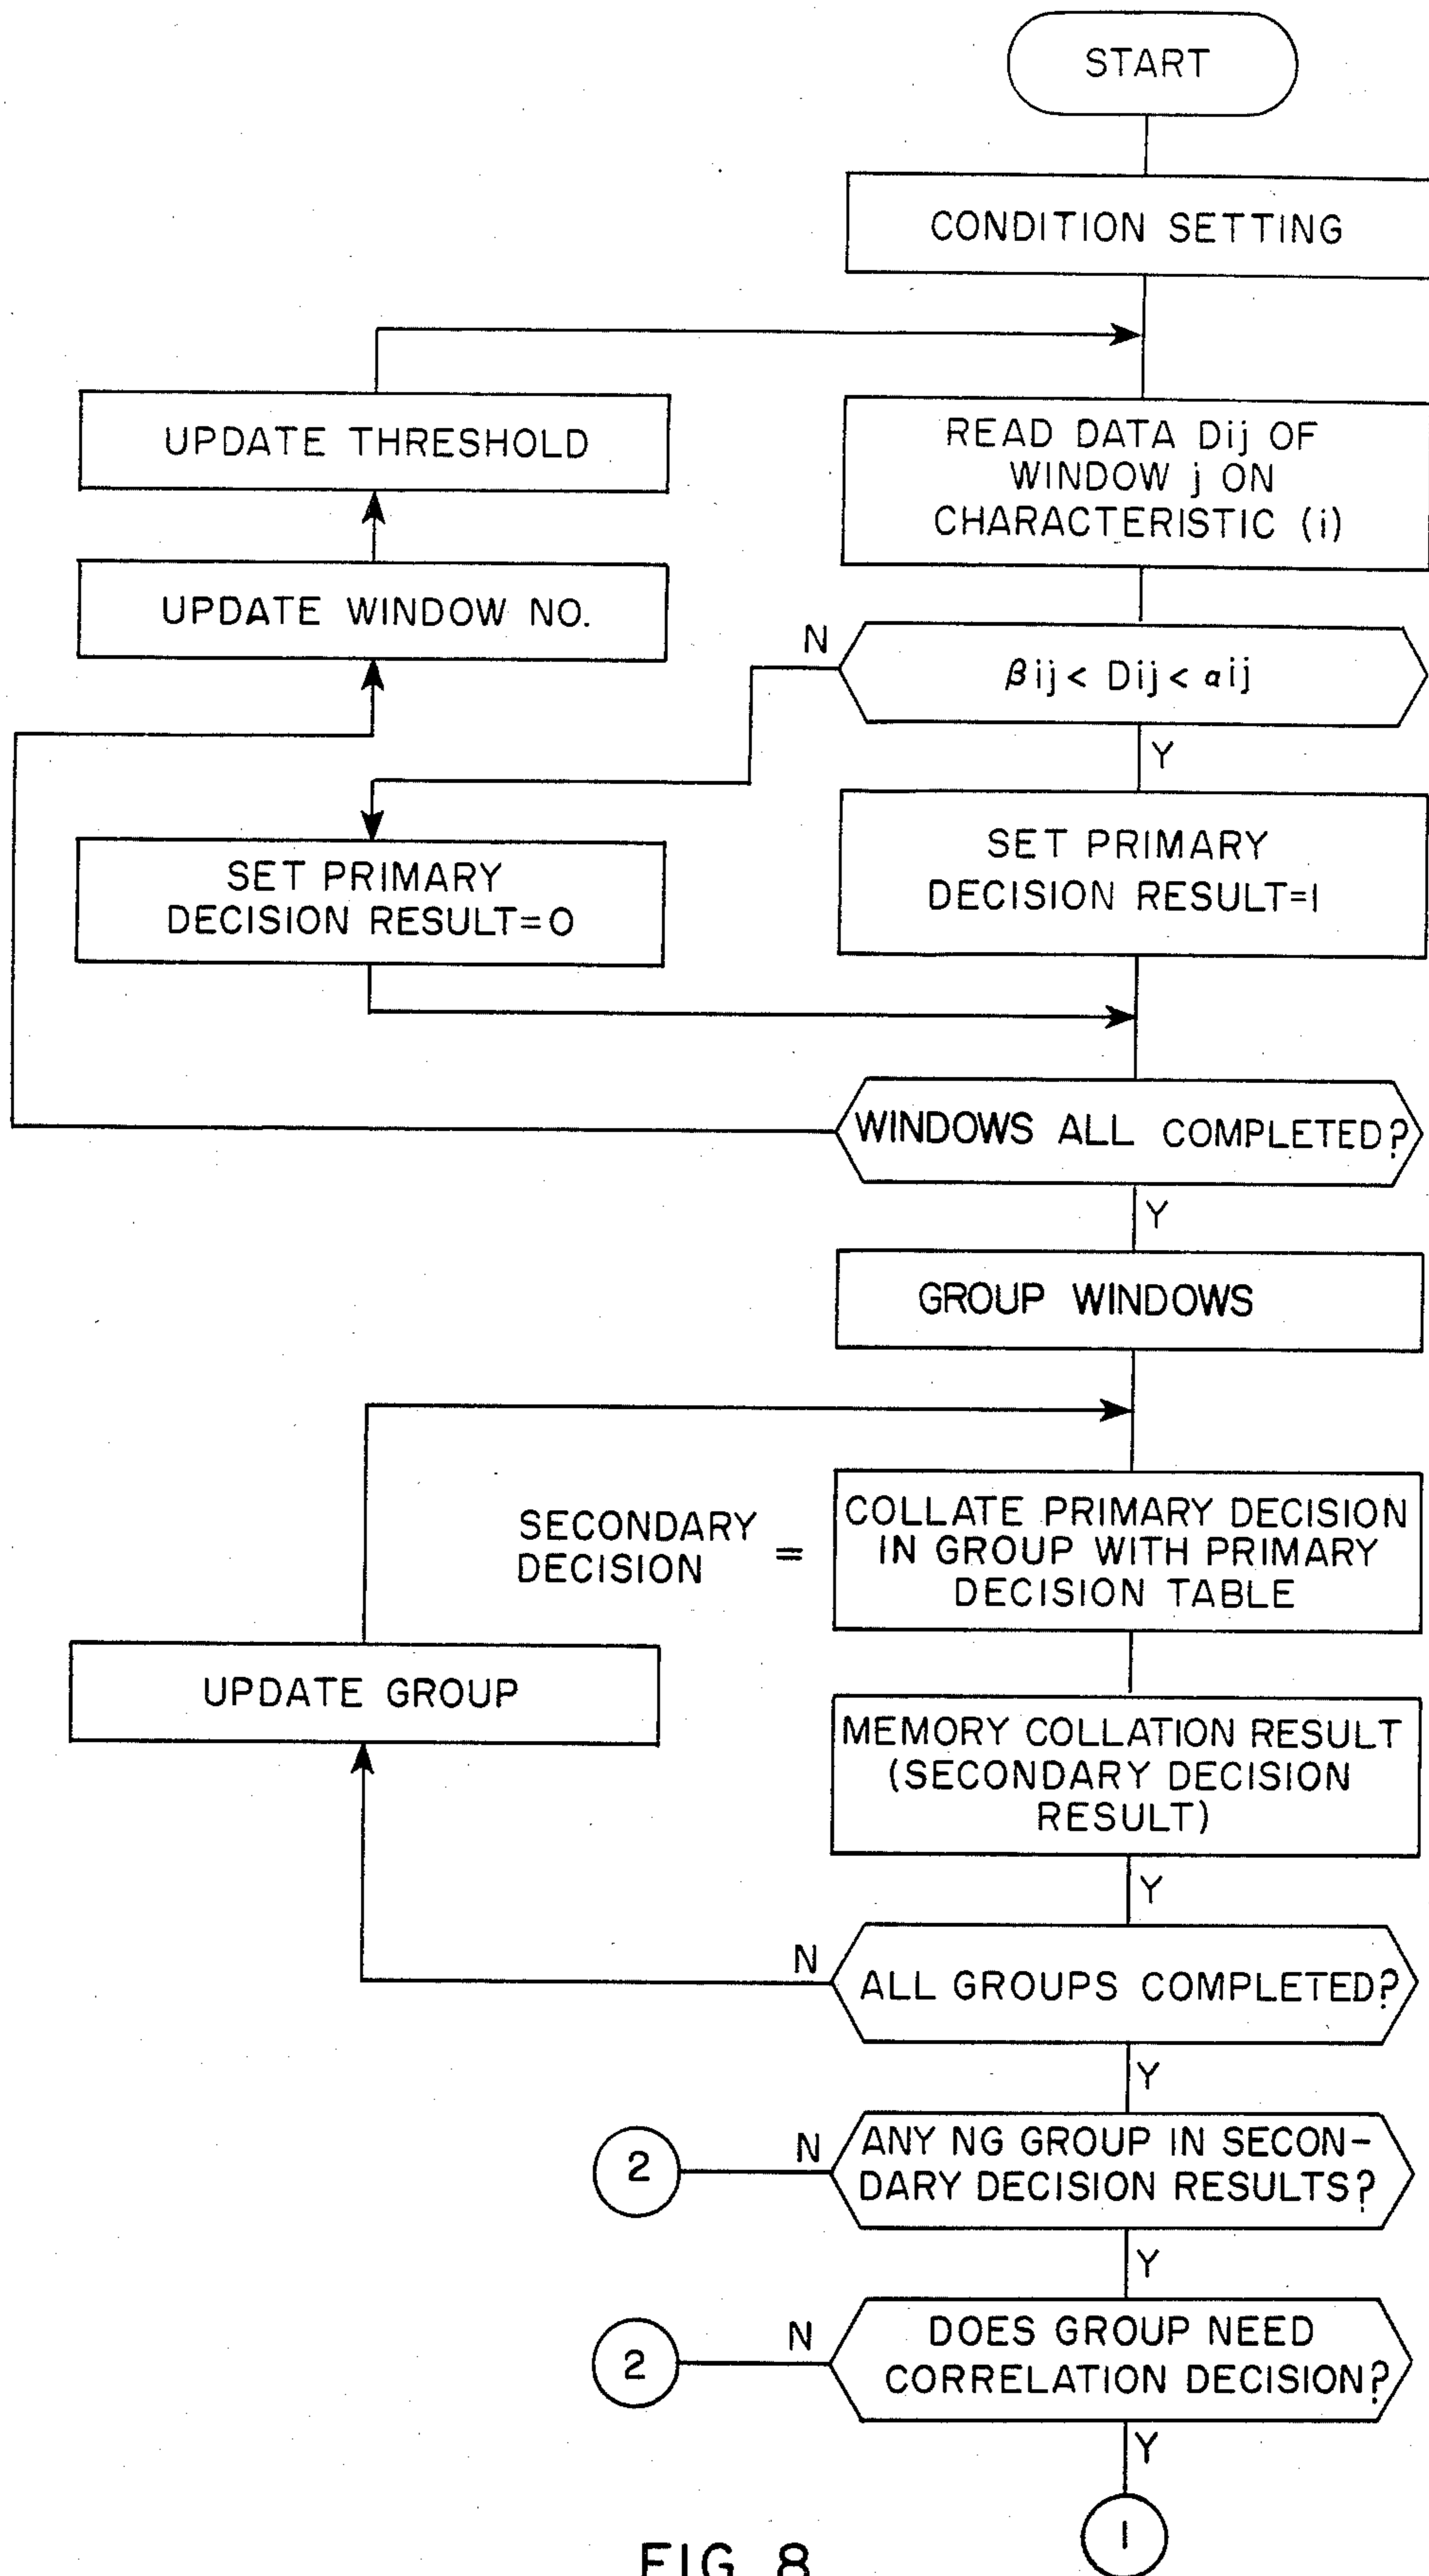 START
CONDITION SETTING
UPDATE THRESHOLD
READ DATA Dij OF
WINDOW j ON
CHARACTERISTIC (i)
UPDATE WINDOW NO.
N
βij < Dij < αij
Y
SET PRIMARY
DECISION RESULT=0
SET PRIMARY
DECISION RESULT=1
WINDOWS ALL COMPLETED?
Y
GROUP WINDOWS
SECONDARY
DECISION =
COLLATE PRIMARY DECISION
IN GROUP WITH PRIMARY
DECISION TABLE
UPDATE GROUP
MEMORY COLLATION RESULT
(SECONDARY DECISION
RESULT)
Y
N
ALL GROUPS COMPLETED?
Y
2
N
ANY NG GROUP IN SECON-
DARY DECISION RESULTS?
Y
2
N
DOES GROUP NEED
CORRELATION DECISION?
Y
1
FIG. 8